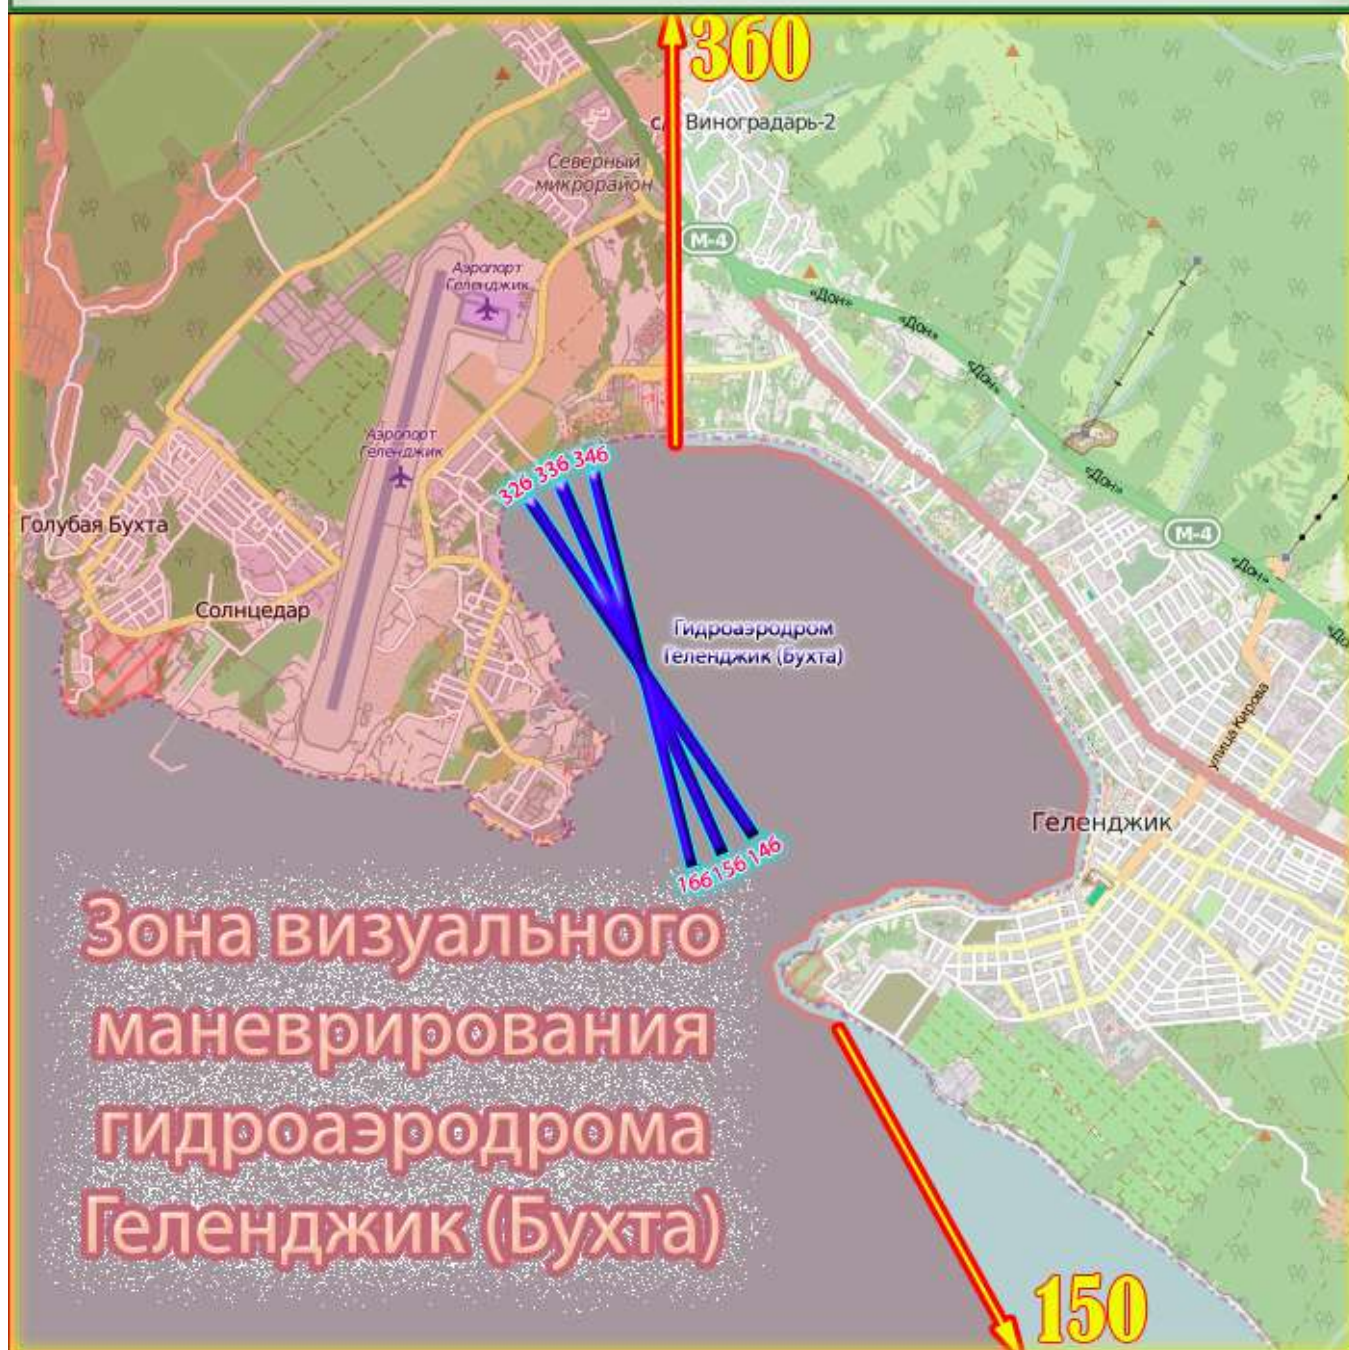 360
с/ Виноградарь-2
Северный
микрорайон
М-4
Аэропорт
Геленджик
«Дон»
«Дон»
«Дон»
Аэропорт
Геленджик
326 336 346
«Дон»
Голубая Бухта
М-4
«Дон»
Солнцедар
Гидроаэродром
Геленджик (Бухта)
улица Кирова
Геленджик
166 156 146
Зона визуального
маневрирования
гидроаэродрома
Геленджик (Бухта)
150